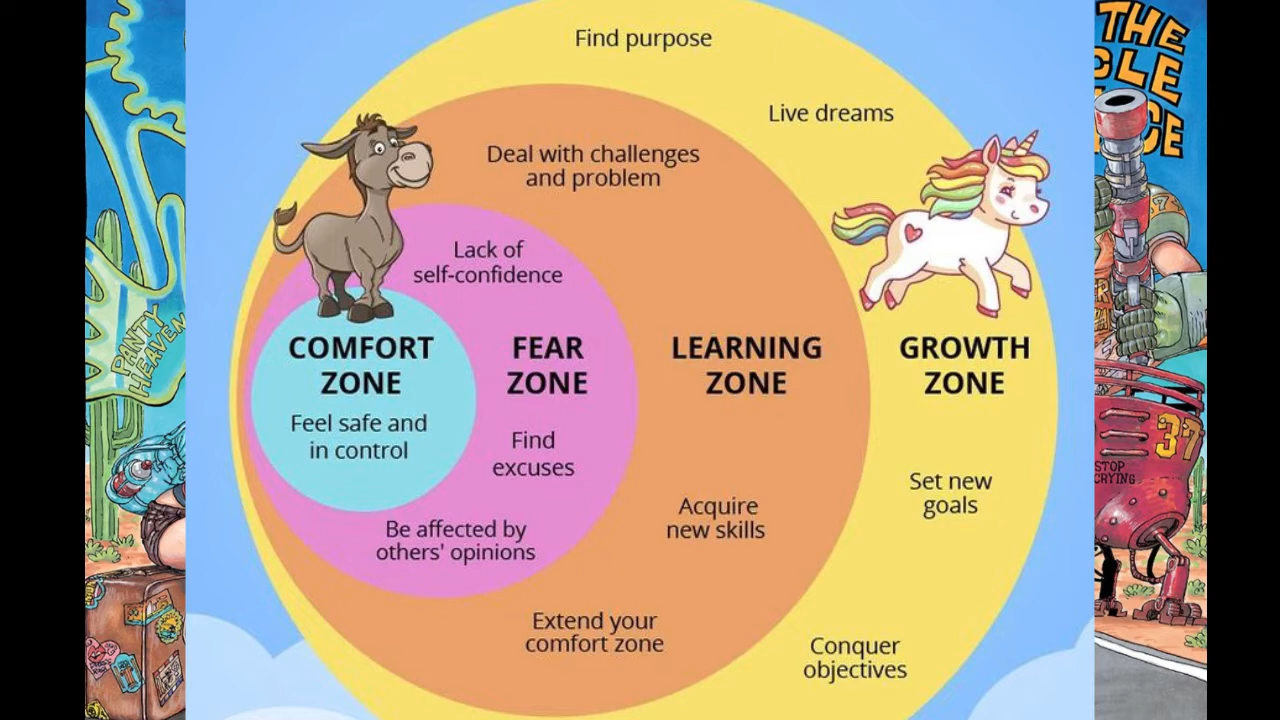 Find purpose
Live dreams
Deal with challenges
and problem
Lack of
self-confidence
COMFORT
ZONE
Feel safe and
in control
FEAR
ZONE
Find
excuses
Be affected by
others' opinions
LEARNING
ZONE
Acquire
new skills
Extend your
comfort zone
GROWTH
ZONE
Set new
goals
Conquer
objectives
PANTY
HEAVEN
THE
37
STOP
CRYING